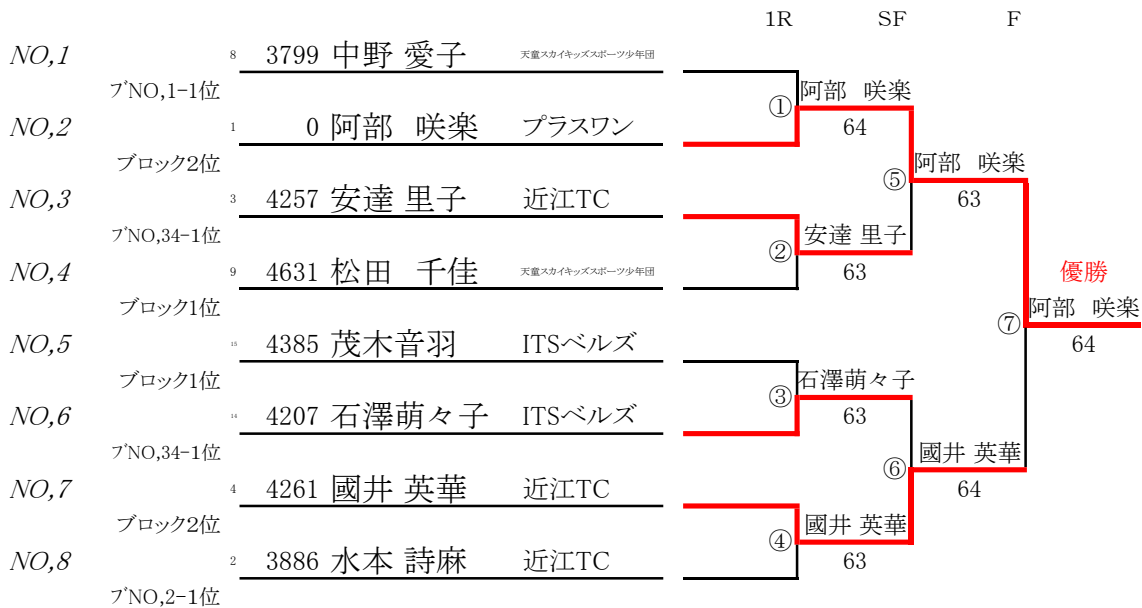 1R SF F
NO,1 8 3799 中野 愛子 天童スカイキッズスポーツ少年団
ブNO,1-1位 ① 阿部 咲楽
NO,2 1 0 阿部 咲楽 プラスワン 64
ブロック2位 ⑤ 阿部 咲楽
NO,3 3 4257 安達 里子 近江TC 63
ブNO,34-1位 ② 安達 里子
NO,4 9 4631 松田 千佳 天童スカイキッズスポーツ少年団 63 優勝
ブロック1位 ⑦ 阿部 咲楽
NO,5 15 4385 茂木音羽 ITSベルズ 64
ブロック1位 ③ 石澤萌々子
NO,6 14 4207 石澤萌々子 ITSベルズ 63
ブNO,34-1位 ⑥ 國井 英華
NO,7 4 4261 國井 英華 近江TC 64
ブロック2位 ④ 國井 英華
NO,8 2 3886 水本 詩麻 近江TC 63
ブNO,2-1位